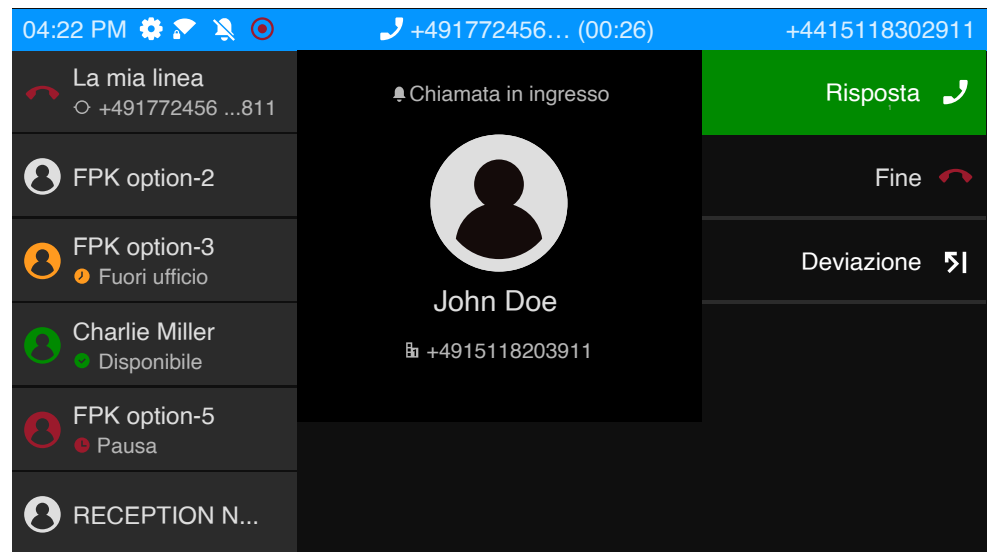 04:22 PM
+491772456… (00:26)
+4415118302911
La mia linea
+491772456 ...811
FPK option-2
FPK option-3
Fuori ufficio
Charlie Miller
Disponibile
FPK option-5
Pausa
RECEPTION N...
Chiamata in ingresso
John Doe
+4915118203911
Risposta
Fine
Deviazione